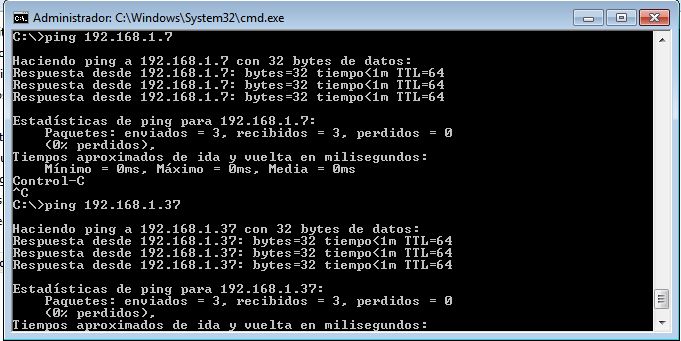 Administrador: C:\Windows\System32\cmd.exe
C:\>ping 192.168.1.7
Haciendo ping a 192.168.1.7 con 32 bytes de datos:
Respuesta desde 192.168.1.7: bytes=32 tiempo<1m TTL=64
Respuesta desde 192.168.1.7: bytes=32 tiempo<1m TTL=64
Respuesta desde 192.168.1.7: bytes=32 tiempo<1m TTL=64
Estadísticas de ping para 192.168.1.7:
Paquetes: enviados = 3, recibidos = 3, perdidos = 0
(0% perdidos),
Tiempos aproximados de ida y vuelta en milisegundos:
Mínimo = 0ms, Máximo = 0ms, Media = 0ms
Control-C
^C
C:\>ping 192.168.1.37
Haciendo ping a 192.168.1.37 con 32 bytes de datos:
Respuesta desde 192.168.1.37: bytes=32 tiempo<1m TTL=64
Respuesta desde 192.168.1.37: bytes=32 tiempo<1m TTL=64
Respuesta desde 192.168.1.37: bytes=32 tiempo<1m TTL=64
Estadísticas de ping para 192.168.1.37:
Paquetes: enviados = 3, recibidos = 3, perdidos = 0
(0% perdidos),
Tiempos aproximados de ida y vuelta en milisegundos: